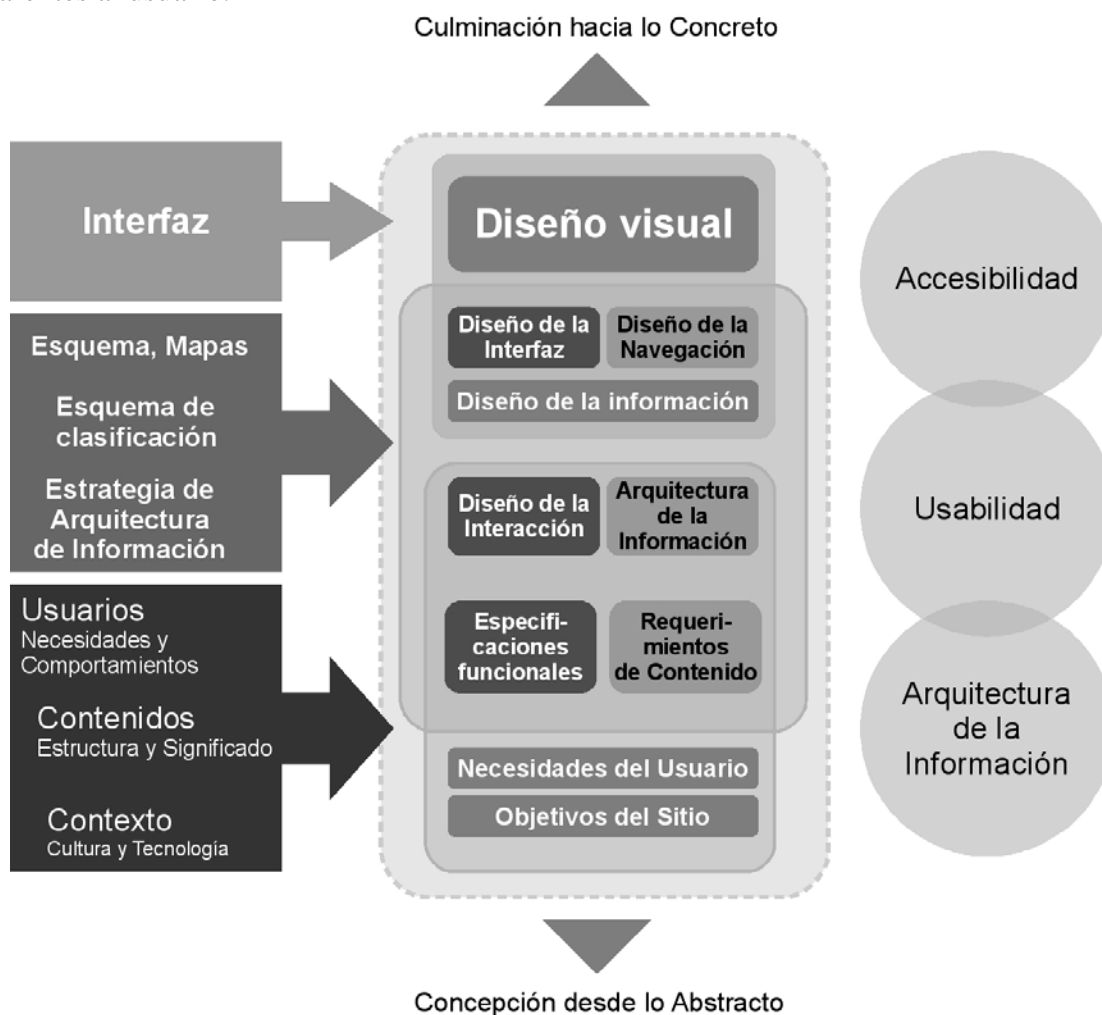 Culminación hacia lo Concreto
Interfaz
Esquema, Mapas
Esquema de
clasificación
Estrategia de
Arquitectura
de Información
Usuarios
Necesidades y
Comportamientos
Contenidos
Estructura y Significado
Contexto
Cultura y Tecnología
Diseño visual
Diseño de la
Interfaz
Diseño de la
Navegación
Diseño de la información
Diseño de la
Interacción
Arquitectura
de la
Información
Especifi-
caciones
funcionales
Requeri-
mientos
de Contenido
Necesidades del Usuario
Objetivos del Sitio
Accesibilidad
Usabilidad
Arquitectura
de la
Información
Concepción desde lo Abstracto